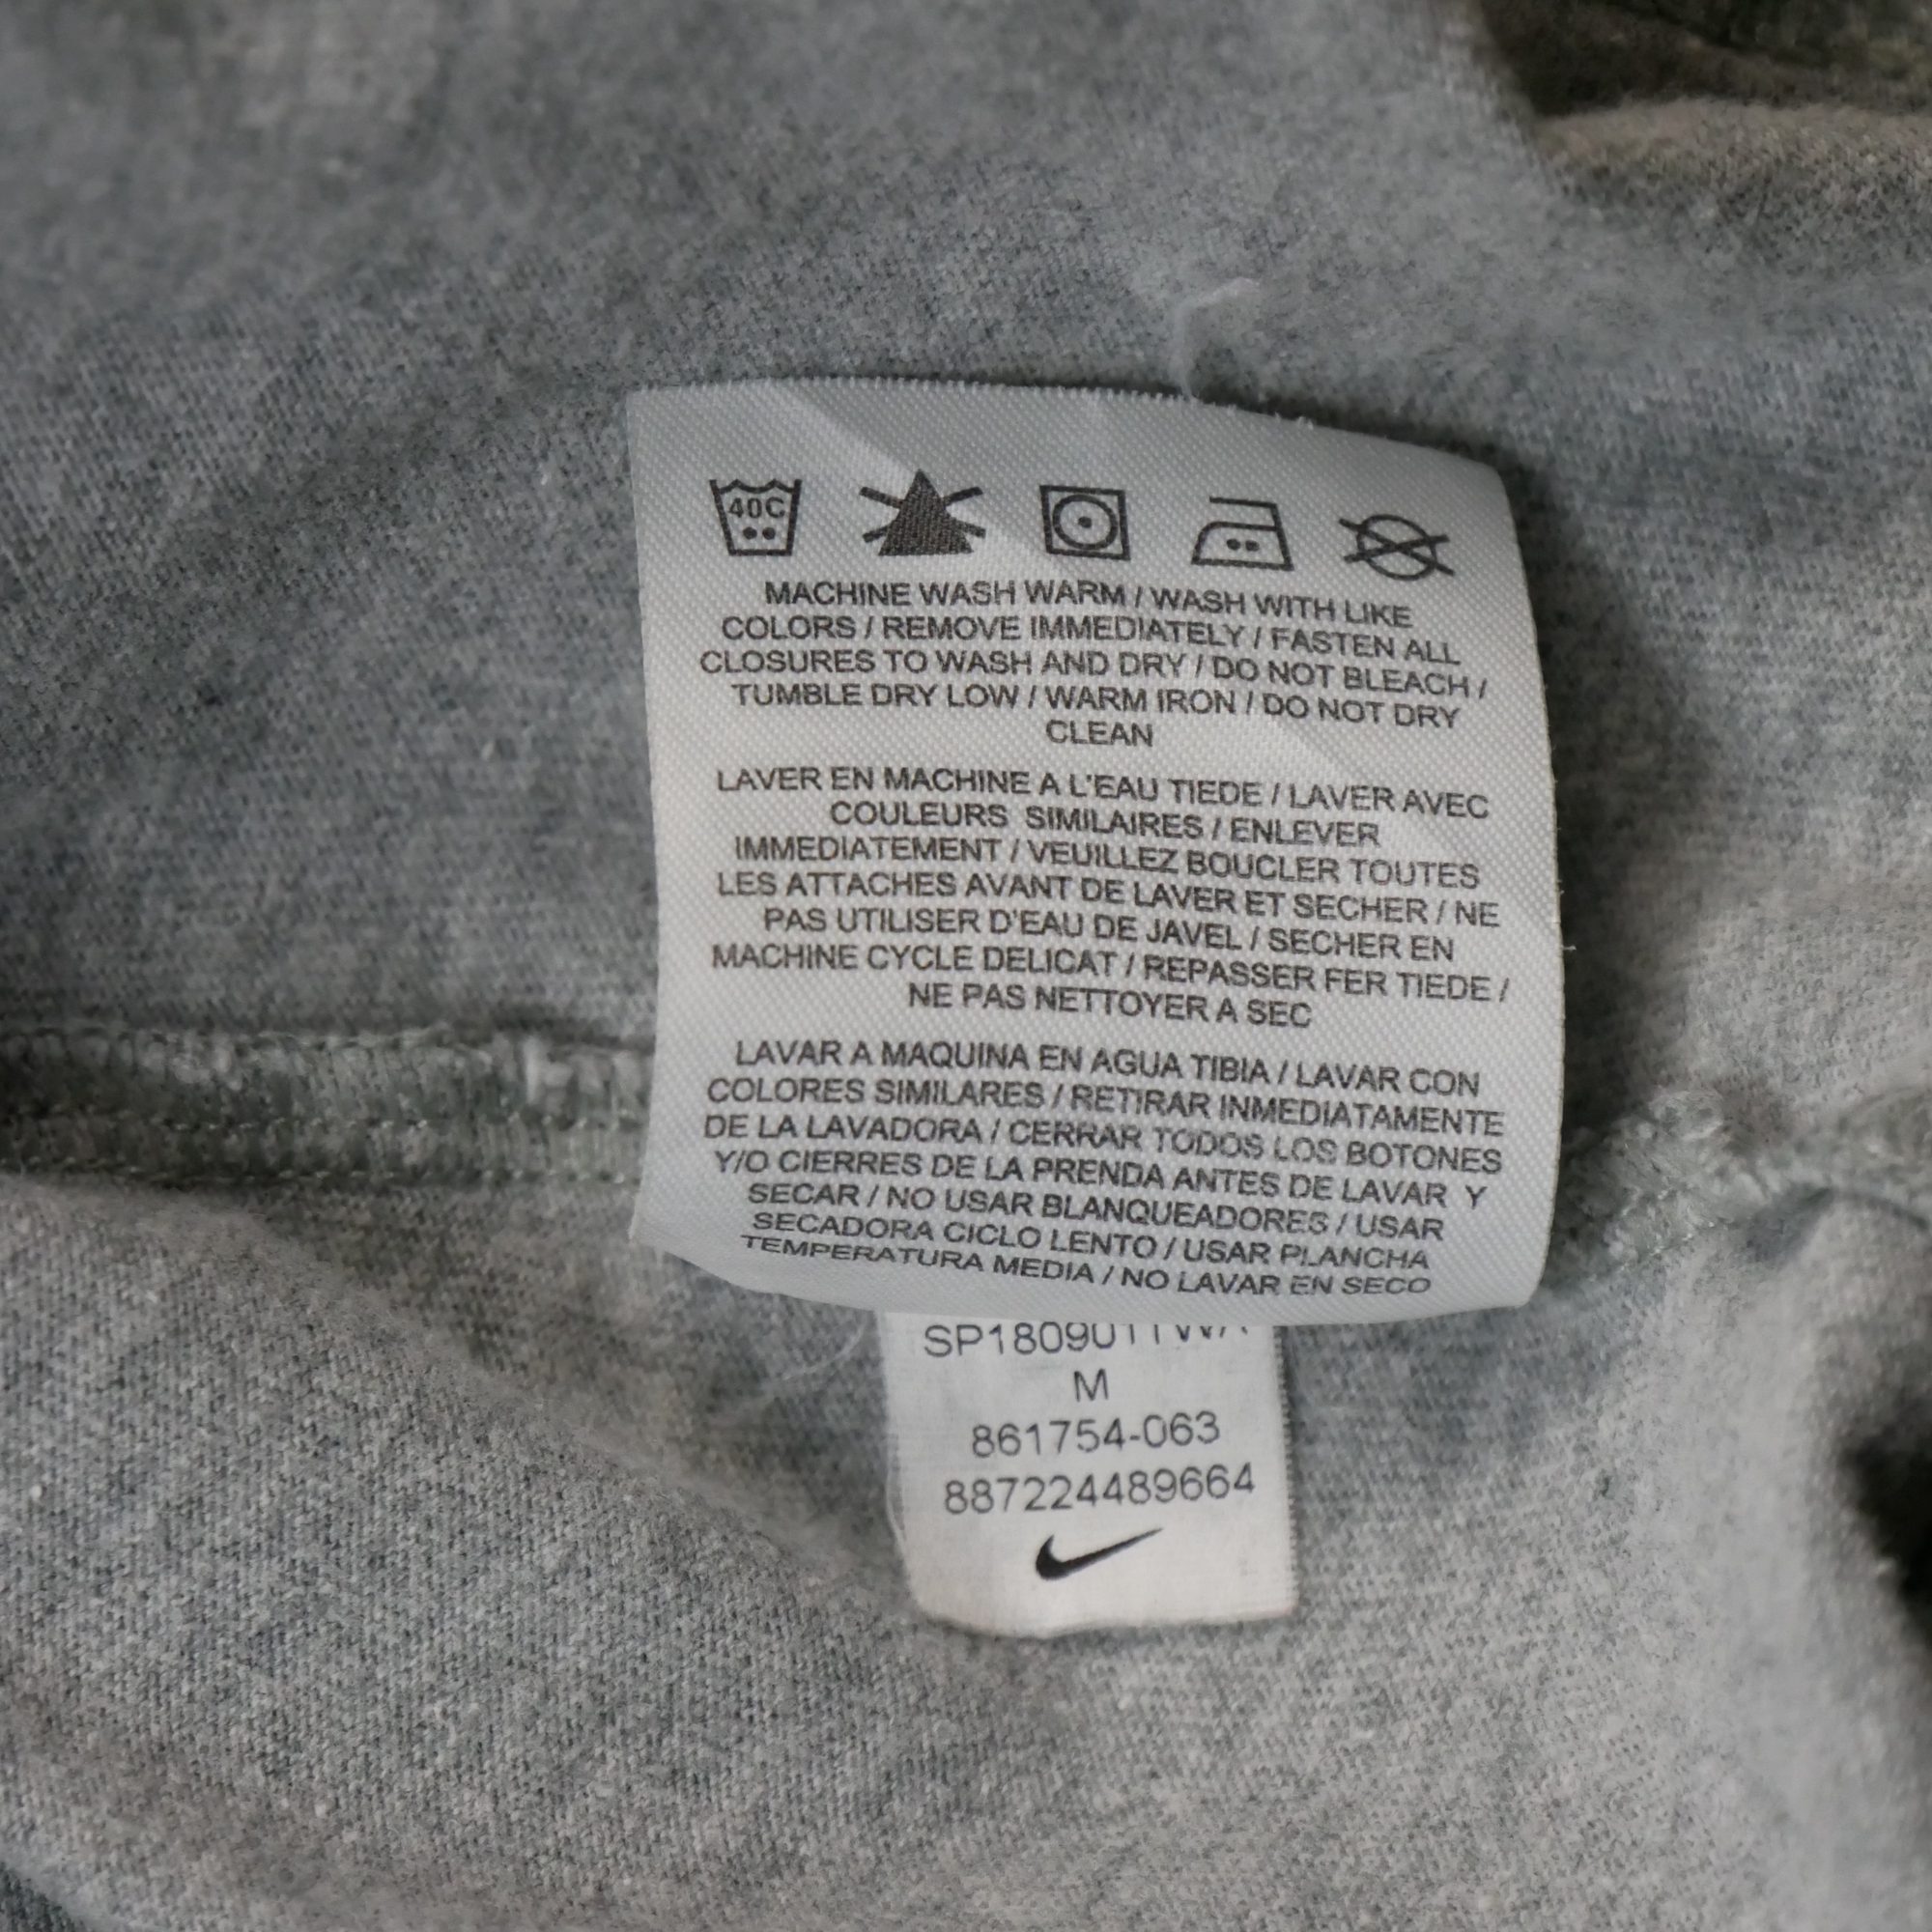 40C
MACHINE WASH WARM / WASH WITH LIKE
COLORS / REMOVE IMMEDIATELY / FASTEN ALL
CLOSURES TO WASH AND DRY / DO NOT BLEACH /
TUMBLE DRY LOW / WARM IRON / DO NOT DRY
CLEAN
LAVER EN MACHINE A L'EAU TIEDE / LAVER AVEC
COULEURS SIMILAIRES / ENLEVER
IMMEDIATEMENT / VEUILLEZ BOUCLER TOUTES
LES ATTACHES AVANT DE LAVER ET SECHER / NE
PAS UTILISER D'EAU DE JAVEL / SECHER EN
MACHINE CYCLE DELICAT / REPASSER FER TIEDE /
NE PAS NETTOYER A SEC
LAVAR A MAQUINA EN AGUA TIBIA / LAVAR CON
COLORES SIMILARES / RETIRAR INMEDIATAMENTE
DE LA LAVADORA / CERRAR TODOS LOS BOTONES
Y/O CIERRES DE LA PRENDA ANTES DE LAVAR Y
SECAR / NO USAR BLANQUEADORES / USAR
SECADORA CICLO LENTO / USAR PLANCHA
TEMPERATURA MEDIA / NO LAVAR EN SECO
M
861754-063
887224489664